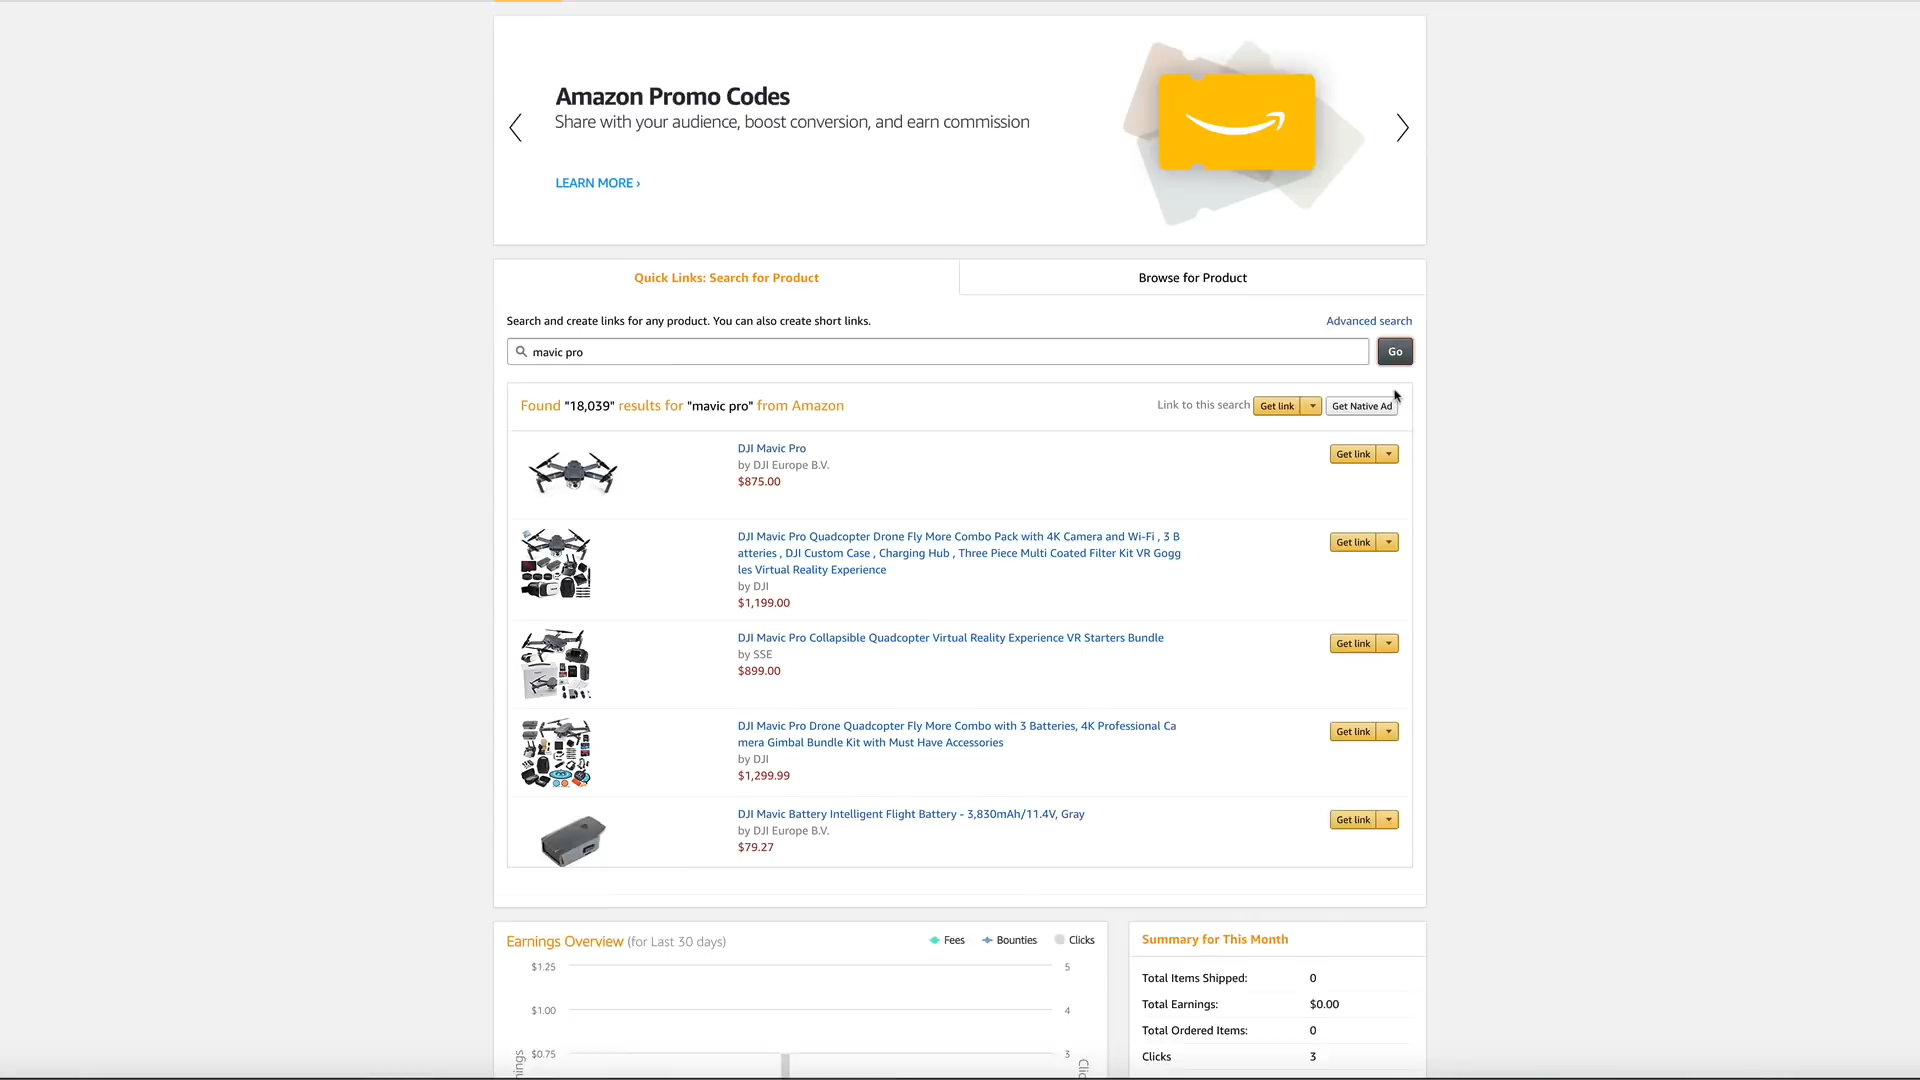 Amazon Promo Codes
Share with your audience, boost conversion, and earn commission
LEARN MORE ›
Quick Links: Search for Product
Browse for Product
Search and create links for any product. You can also create short links.
Advanced search
mavic pro
Go
Found "18,039" results for "mavic pro" from Amazon
Link to this search
Get link
Get Native Ad
DJI Mavic Pro
by DJI Europe B.V.
$875.00
Get link
DJI Mavic Pro Quadcopter Drone Fly More Combo Pack with 4K Camera and Wi-Fi , 3 B
atteries , DJI Custom Case , Charging Hub , Three Piece Multi Coated Filter Kit VR Gogg
les Virtual Reality Experience
by DJI
$1,199.00
Get link
DJI Mavic Pro Collapsible Quadcopter Virtual Reality Experience VR Starters Bundle
by SSE
$899.00
Get link
DJI Mavic Pro Drone Quadcopter Fly More Combo with 3 Batteries, 4K Professional Ca
mera Gimbal Bundle Kit with Must Have Accessories
by DJI
$1,299.99
Get link
DJI Mavic Battery Intelligent Flight Battery - 3,830mAh/11.4V, Gray
by DJI Europe B.V.
$79.27
Get link
Earnings Overview (for Last 30 days)
Fees
Bounties
Clicks
$1.25
5
$1.00
4
$0.75
3
Summary for This Month
Total Items Shipped: 0
Total Earnings: $0.00
Total Ordered Items: 0
Clicks 3